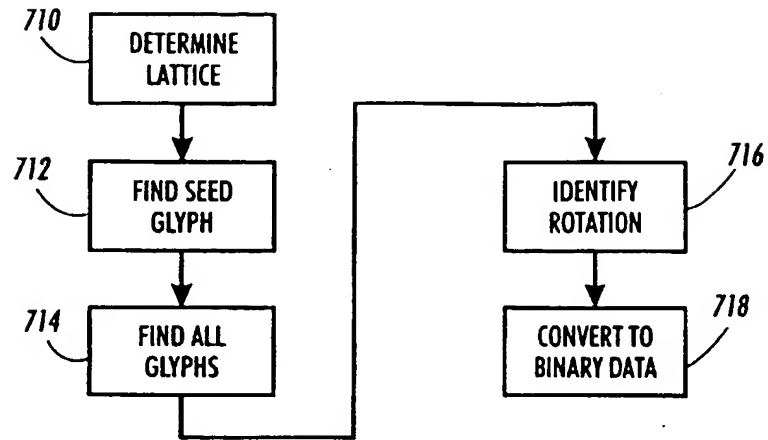 710
DETERMINE
LATTICE
712
FIND SEED
GLYPH
714
FIND ALL
GLYPHS
716
IDENTIFY
ROTATION
718
CONVERT TO
BINARY DATA